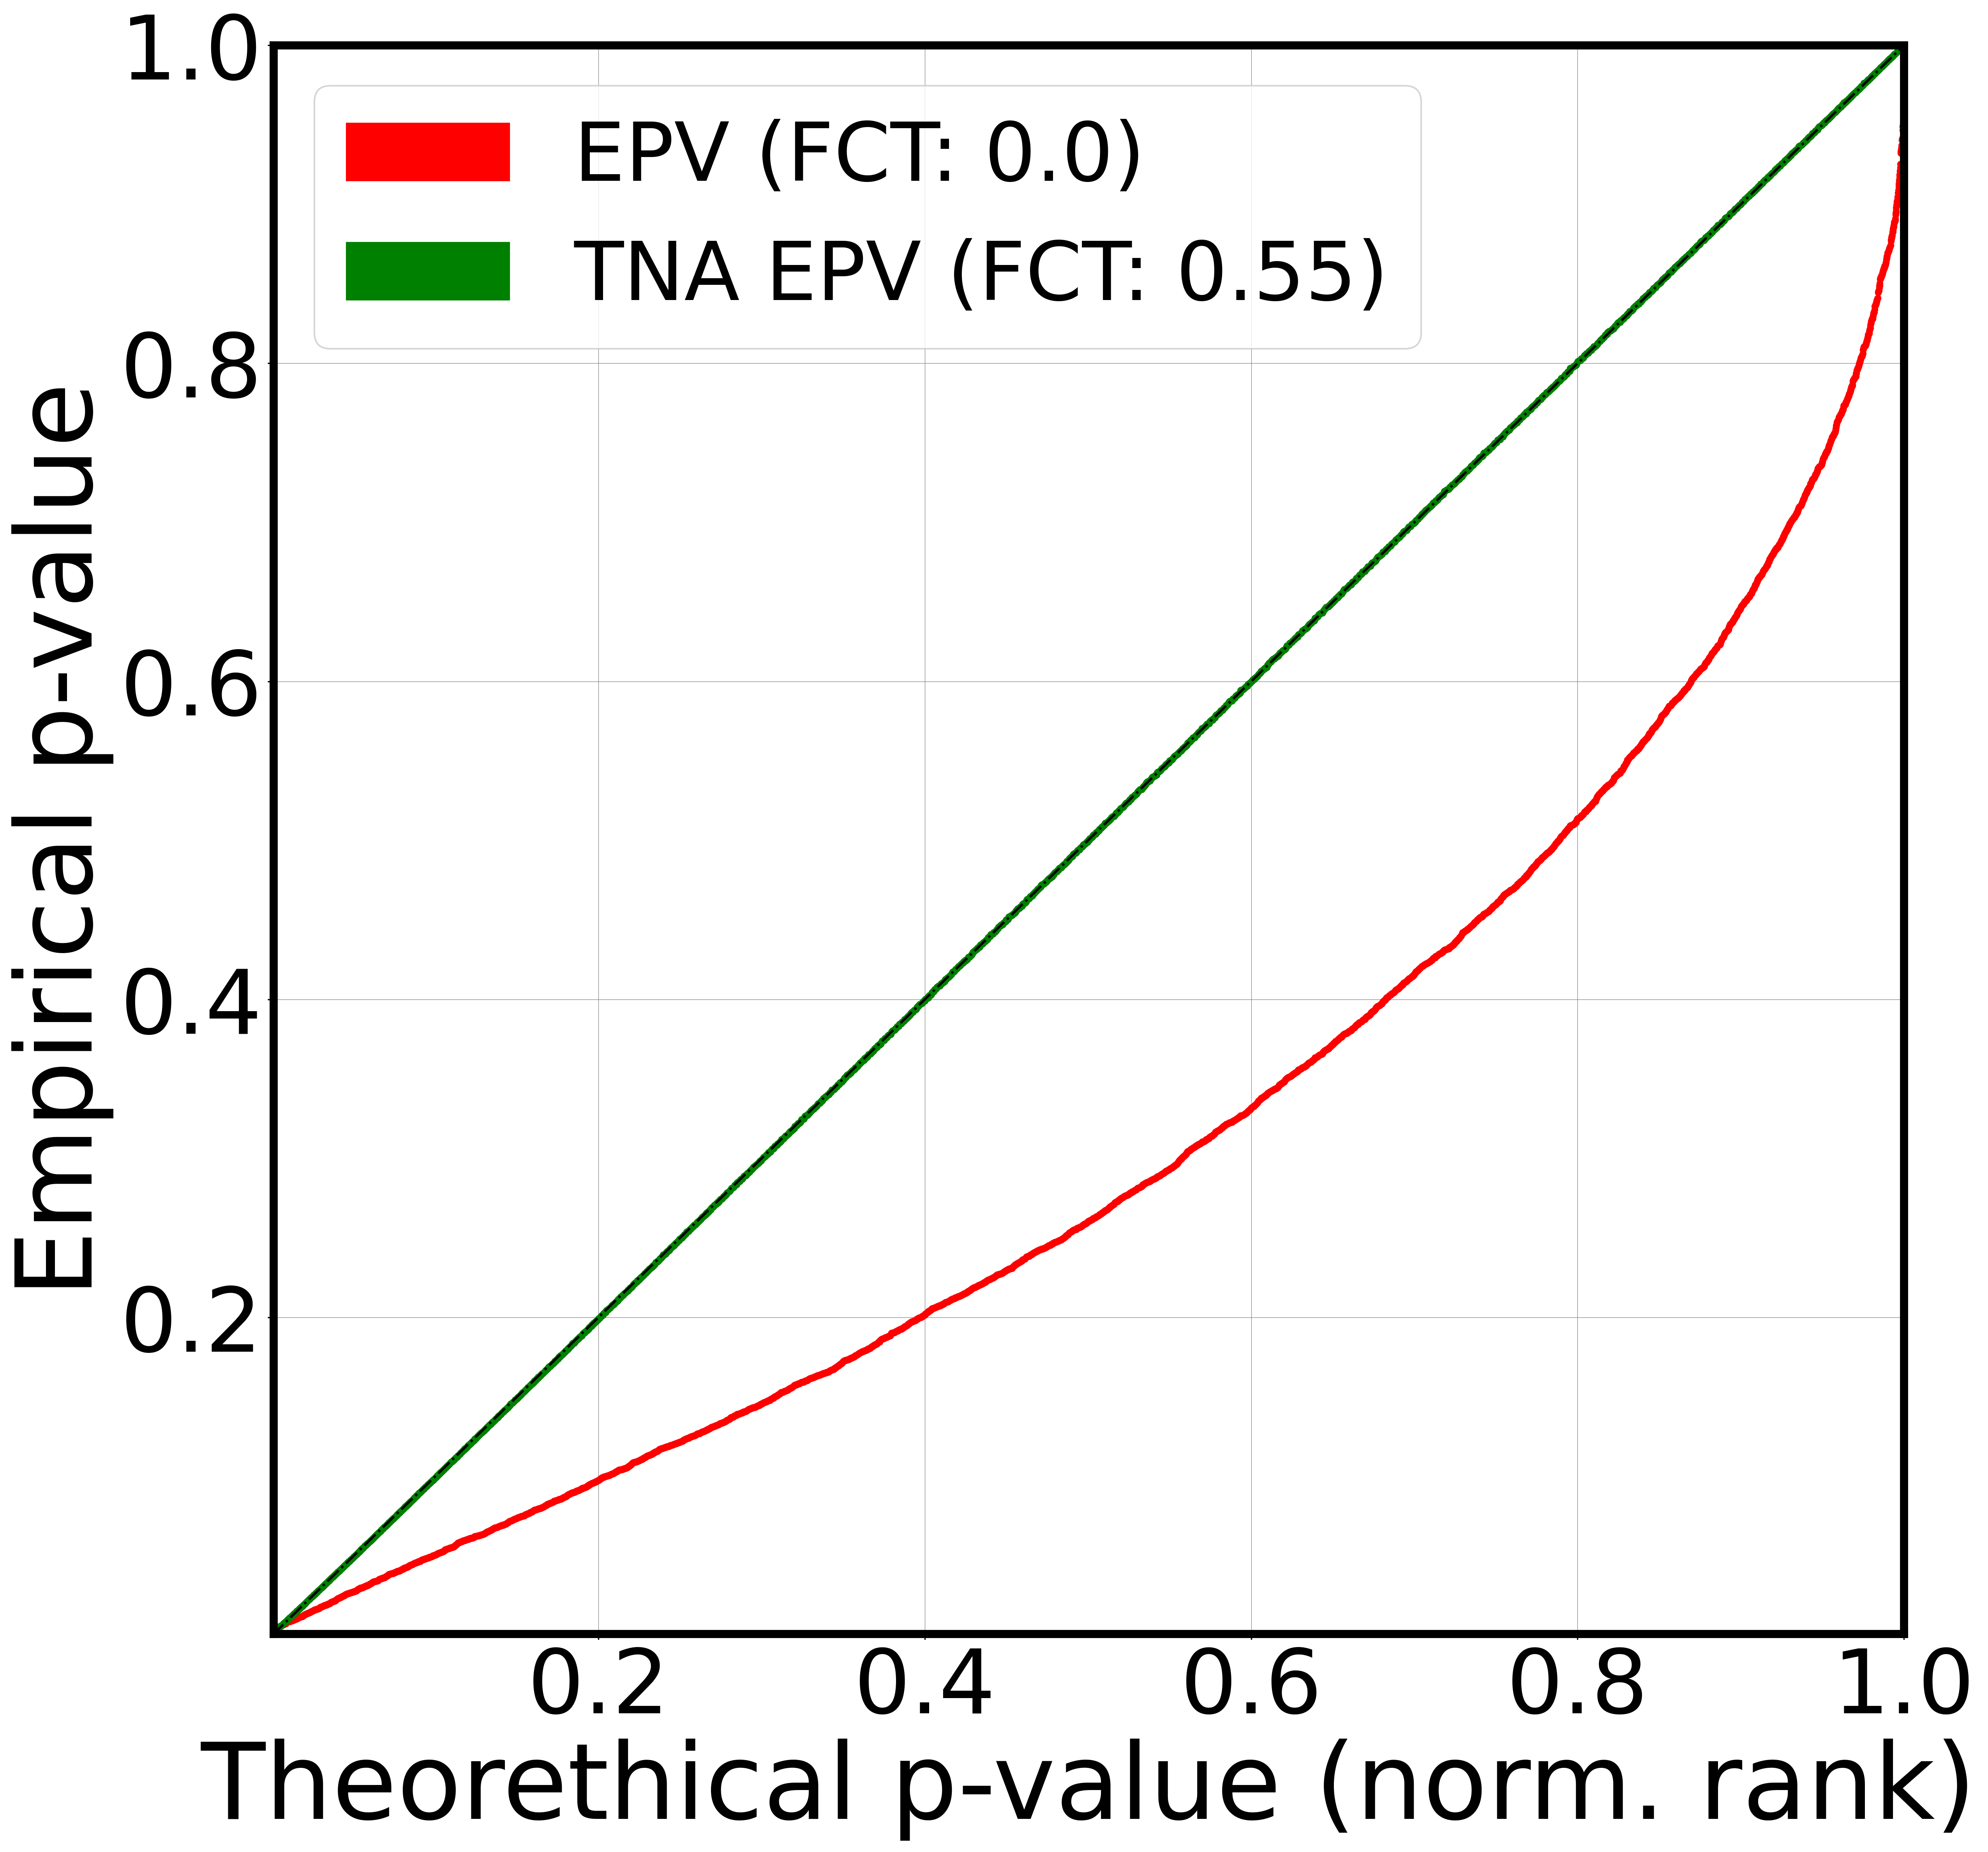 1.0
EPV (FCT: 0.0)
TNA EPV (FCT: 0.55)
0.8
0.6
0.4
0.2
Empirical p-value
0.2 0.4 0.6 0.8 1.0
Theorethical p-value (norm. rank)